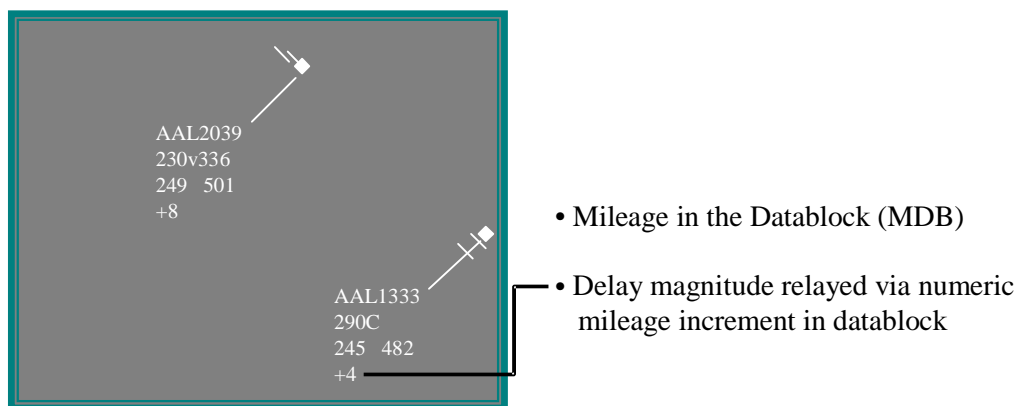 AAL2039
230v336
249 501
+8
AAL1333
290C
245 482
+4
• Mileage in the Datablock (MDB)
• Delay magnitude relayed via numeric
mileage increment in datablock